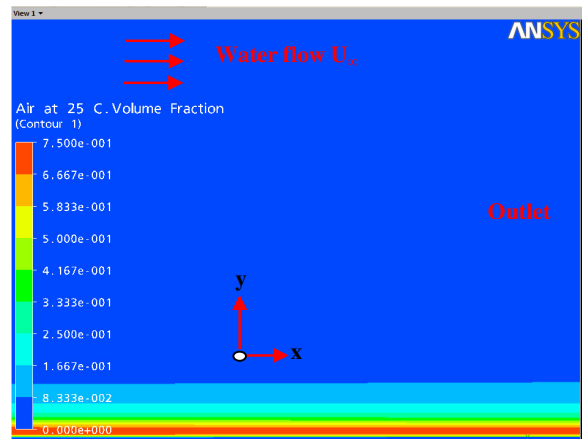 View 1
ANSYS
Water flow U
Air at 25 C.Volume Fraction
(Contour 1)
7.500e-001
6.667e-001
5.833e-001
5.000e-001
4.167e-001
3.333e-001
2.500e-001
1.667e-001
8.333e-002
0.000e+000
Outlet
y
x